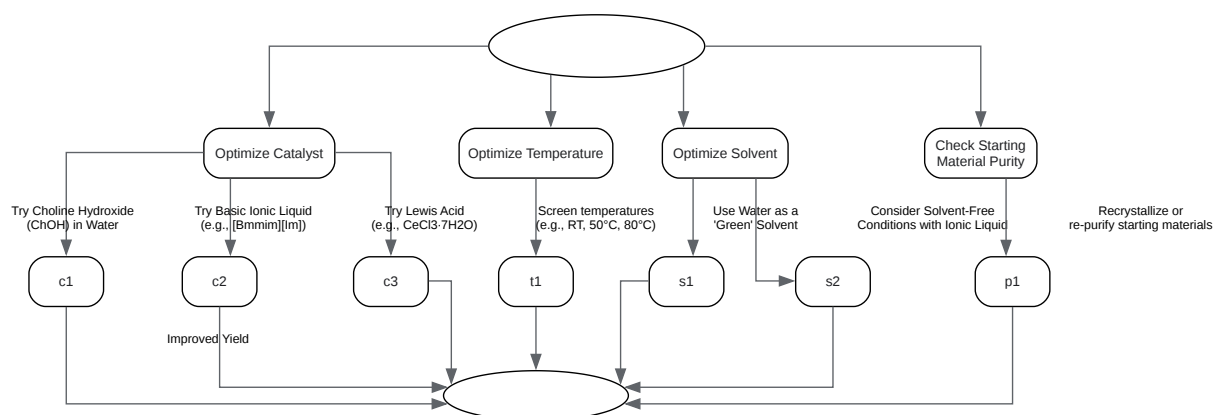 Optimize Catalyst
Optimize Temperature
Optimize Solvent
Check Starting
Material Purity
Try Choline Hydroxide
(ChOH) in Water
Try Basic Ionic Liquid
(e.g., [Bmmim][Im])
Try Lewis Acid
(e.g., CeCl3·7H2O)
Screen temperatures
(e.g., RT, 50°C, 80°C)
Use Water as a
'Green' Solvent
Consider Solvent-Free
Conditions with Ionic Liquid
Recrystallize or
re-purify starting materials
c1
c2
c3
t1
s1
s2
p1
Improved Yield